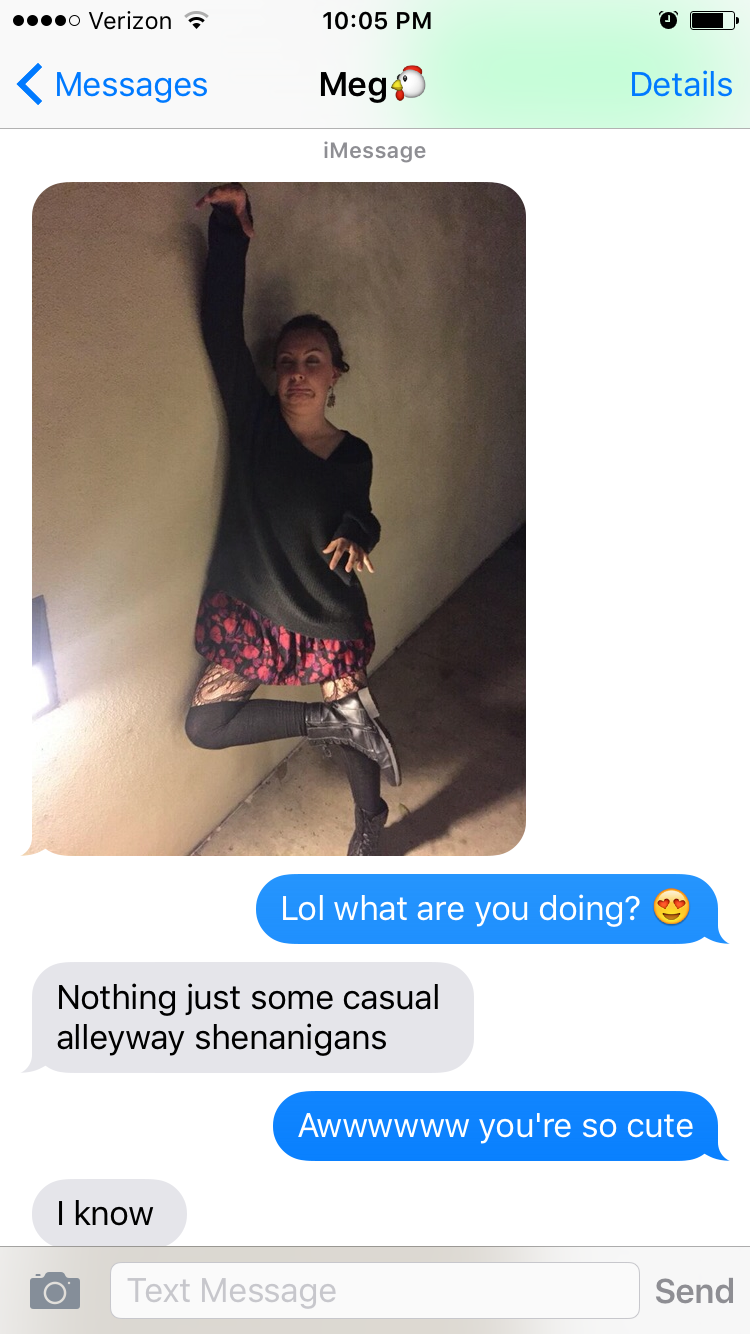 Verizon 10:05 PM
Messages Meg🐔 Details
iMessage
Lol what are you doing? 😍
Nothing just some casual
alleyway shenanigans
Awwwwww you're so cute
I know
Text Message Send